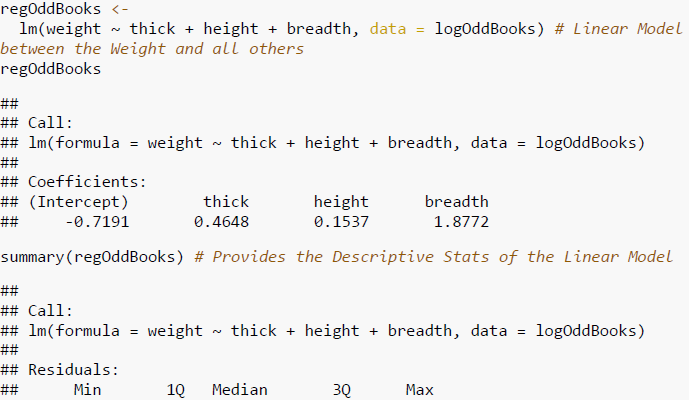 regOddBooks <-
  lm(weight ~ thick + height + breadth, data = logOddBooks) # Linear Model
between the Weight and all others
regOddBooks
##
## Call:
## lm(formula = weight ~ thick + height + breadth, data = logOddBooks)
##
## Coefficients:
## (Intercept)        thick       height      breadth
##     -0.7191       0.4648       0.1537       1.8772
summary(regOddBooks) # Provides the Descriptive Stats of the Linear Model
##
## Call:
## lm(formula = weight ~ thick + height + breadth, data = logOddBooks)
##
## Residuals:
##      Min       1Q   Median       3Q      Max